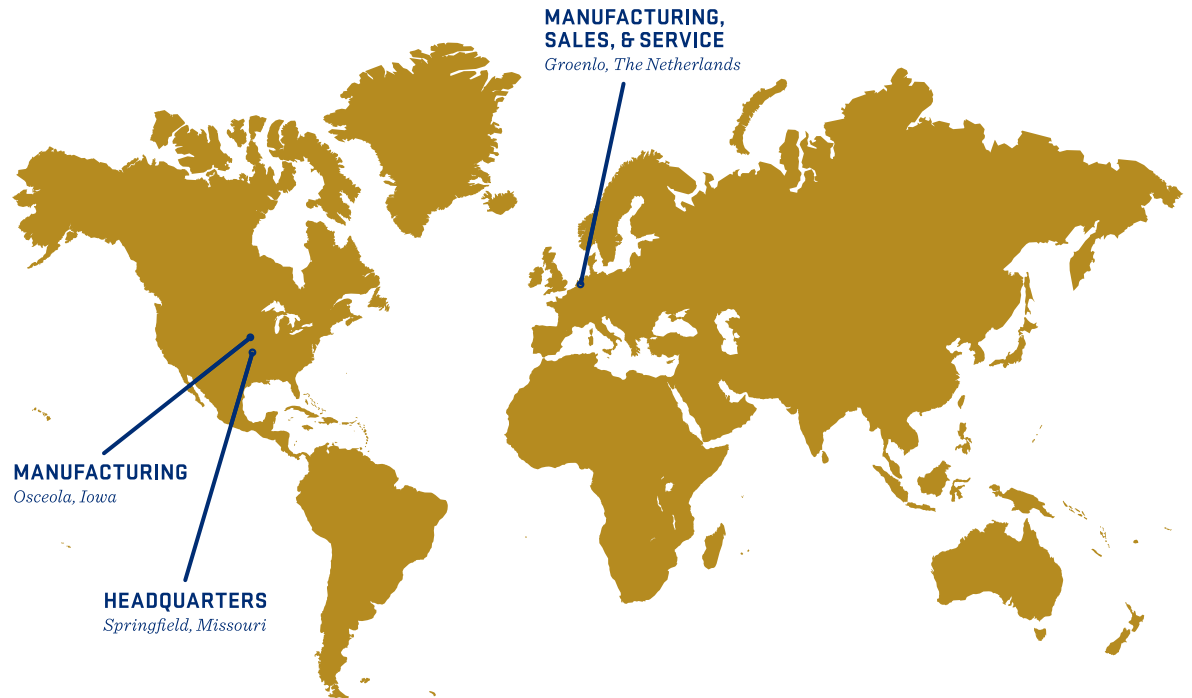 MANUFACTURING,
SALES, & SERVICE
Groenlo, The Netherlands
MANUFACTURING
Osceola, Iowa
HEADQUARTERS
Springfield, Missouri